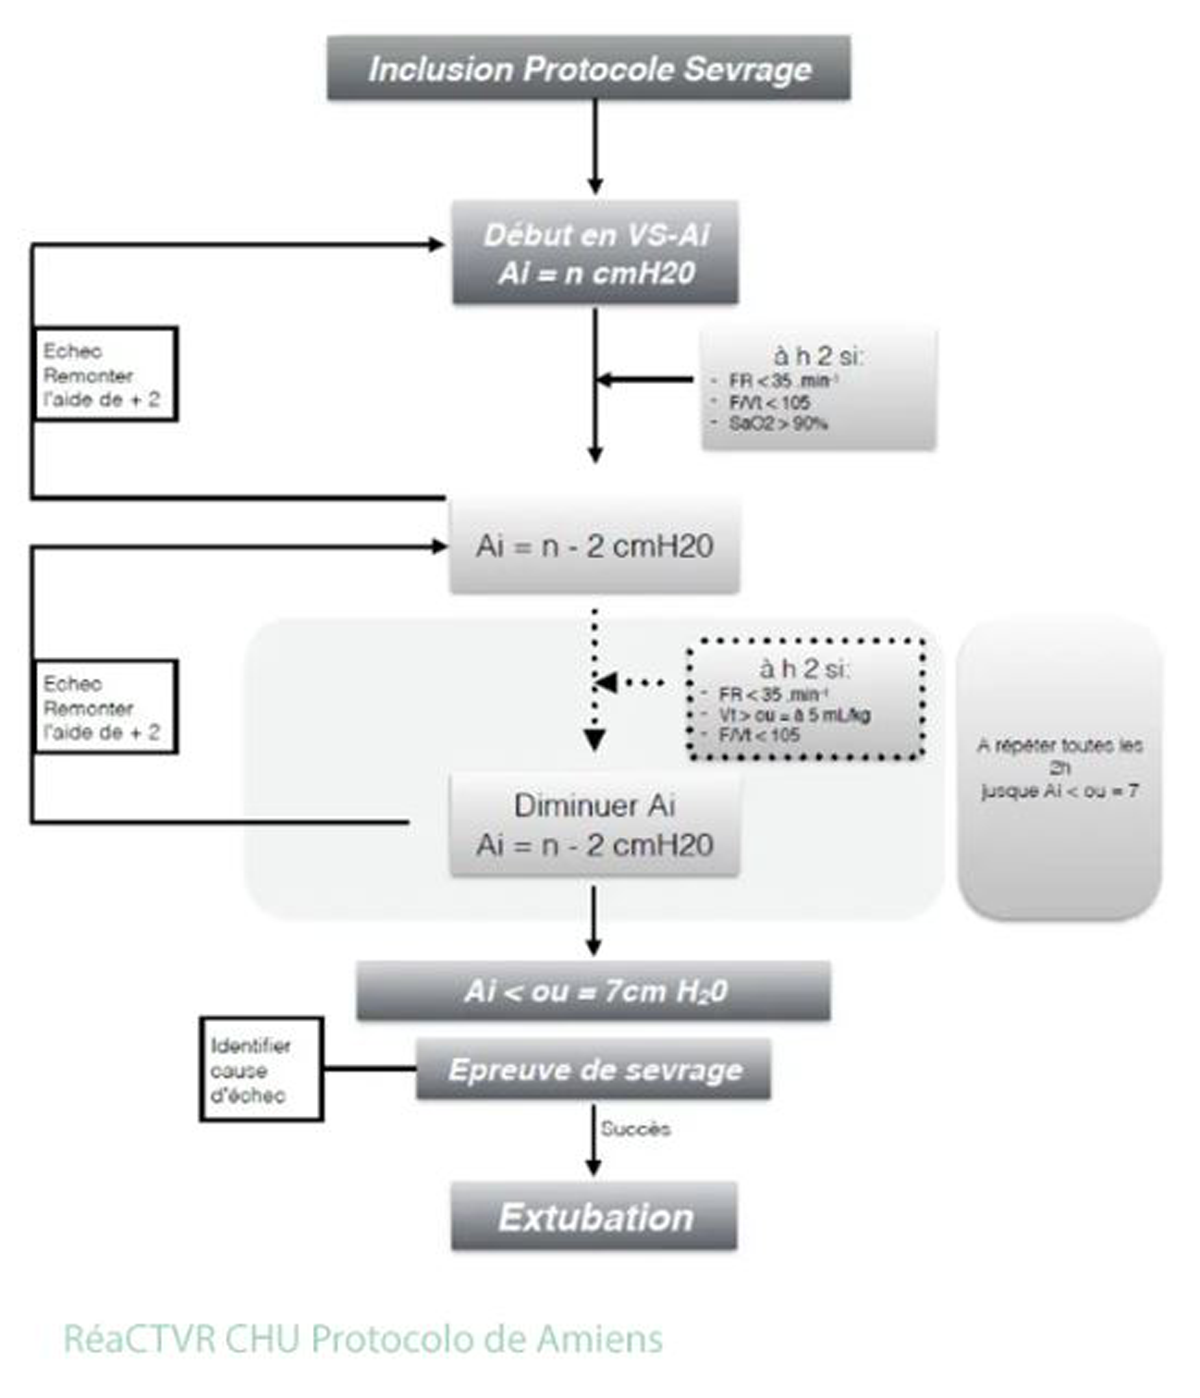 Inclusion Protocole Sevrage
Début en VS-Ai
Ai = n cmH20
Echec
Remonter
l'aide de + 2
à h 2 si:
- FR < 35 .min⁻¹
- F/Vt < 105
- SaO2 > 90%
Ai = n - 2 cmH20
Echec
Remonter
l'aide de + 2
à h 2 si:
- FR < 35 .min⁻¹
- Vt > ou = à 5 mL/kg
- F/Vt < 105
A répéter toutes les
2h
jusque Ai < ou = 7
Diminuer Ai
Ai = n - 2 cmH20
Ai < ou = 7cm H₂0
Identifier
cause
d'échec
Epreuve de sevrage
Succès
Extubation
RéaCTVR CHU Protocolo de Amiens